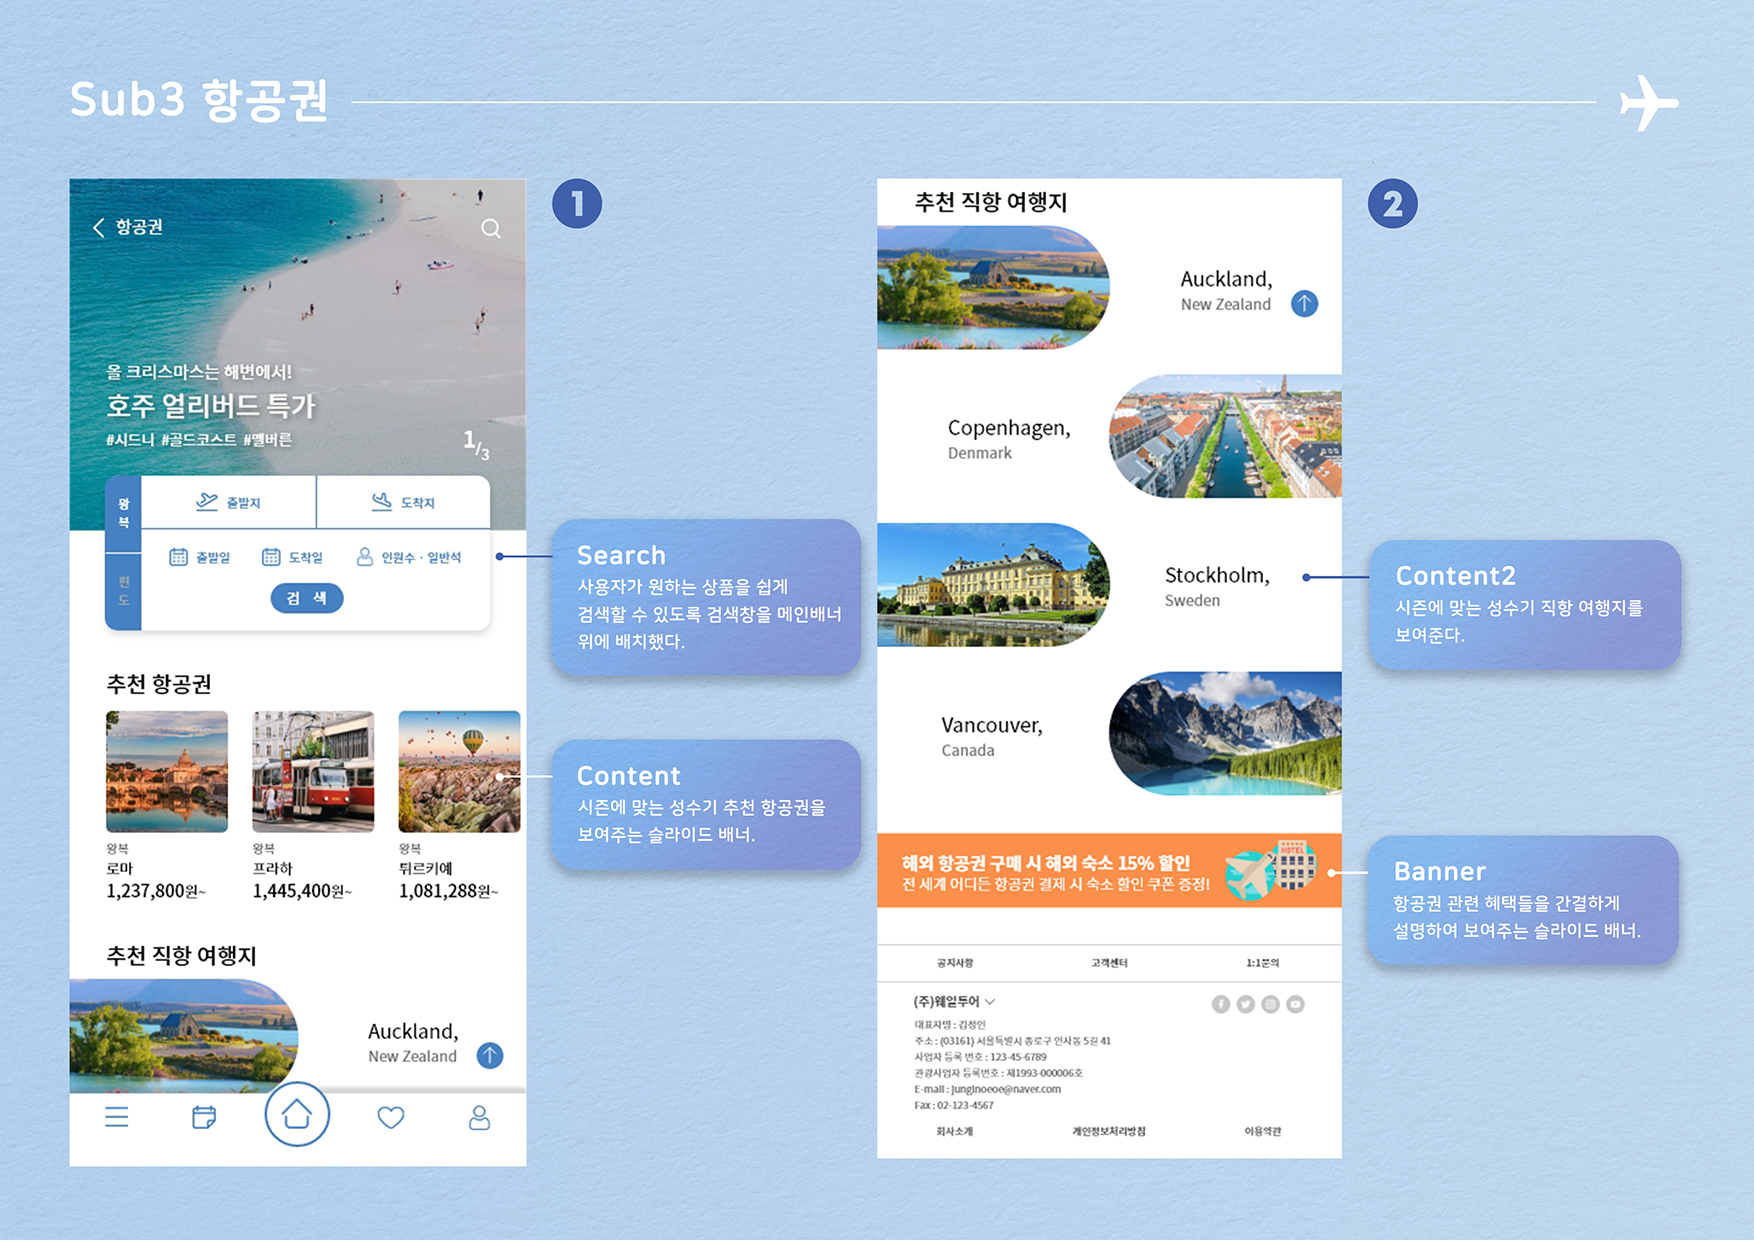 Sub3 항공권
1
항공권
올 크리스마스는 해변에서!
호주 얼리버드 특가
#시드니 #골드코스트 #멜버른
1/3
왕복
편도
출발지
도착지
출발일
도착일
인원수 · 일반석
검 색
Search
사용자가 원하는 상품을 쉽게
검색할 수 있도록 검색창을 메인배너
위에 배치했다.
추천 항공권
왕복
로마
1,237,800원~
왕복
프라하
1,445,400원~
왕복
튀르키예
1,081,288원~
Content
시즌에 맞는 성수기 추천 항공권을
보여주는 슬라이드 배너.
추천 직항 여행지
Auckland,
New Zealand
2
추천 직항 여행지
Auckland,
New Zealand
Copenhagen,
Denmark
Stockholm,
Sweden
Content2
시즌에 맞는 성수기 직항 여행지를
보여준다.
Vancouver,
Canada
해외 항공권 구매 시 해외 숙소 15% 할인
전 세계 어디든 항공권 결제 시 숙소 할인 쿠폰 증정!
HOTEL
Banner
항공권 관련 혜택들을 간결하게
설명하여 보여주는 슬라이드 배너.
공지사항
고객센터
1:1문의
(주)웨일투어
대표자명 : 김정인
주소 : (03161) 서울특별시 종로구 인사동 5길 41
사업자 등록 번호 : 123-45-6789
관광사업자 등록번호 : 제1993-000006호
Fax : 02-123-4567
회사소개
개인정보처리방침
이용약관